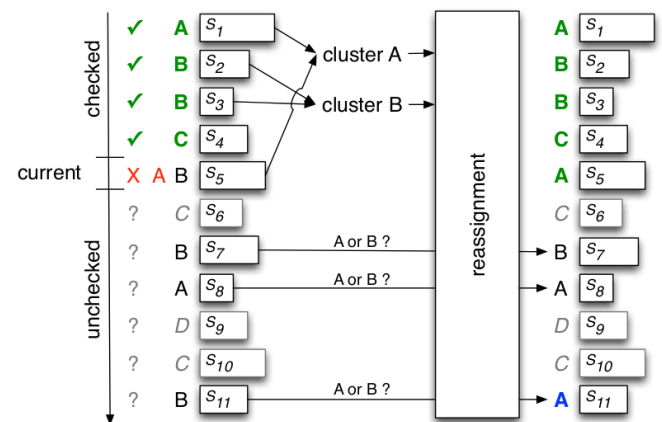 ✓ A S1 A S1
cluster A
✓ B S2 B S2
checked
✓ B S3 cluster B B S3
✓ C S4 C S4
current X A B S5 A S5
reassignment
? C S6 C S6
? B S7 A or B ? B S7
? A S8 A or B ? A S8
unchecked
? D S9 D S9
? C S10 C S10
? B S11 A or B ? A S11